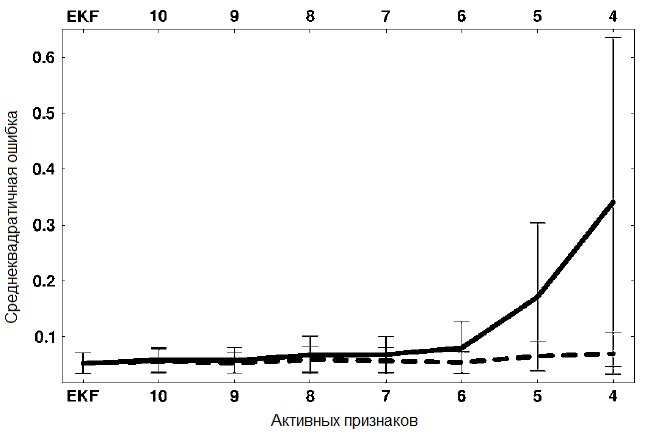 EKF 10 9 8 7 6 5 4
0.6
0.5
0.4
0.3
0.2
0.1
Среднеквадратичная ошибка
EKF 10 9 8 7 6 5 4
Активных признаков